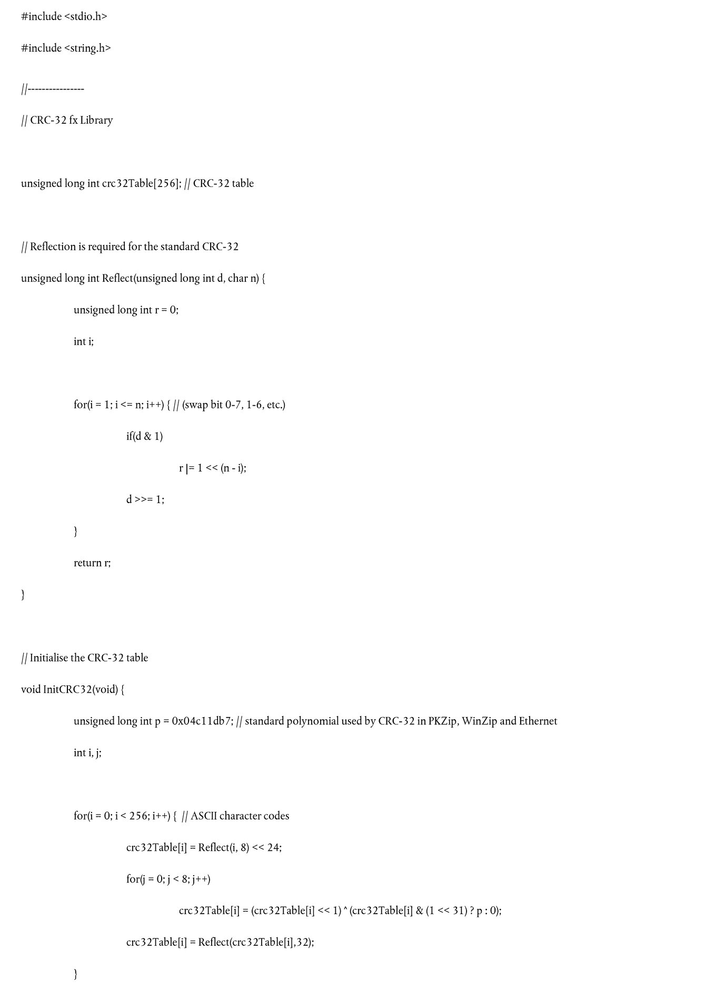 #include <stdio.h>
#include <string.h>
//----------------
// CRC-32 fx Library
unsigned long int crc32Table[256]; // CRC-32 table
// Reflection is required for the standard CRC-32
unsigned long int Reflect(unsigned long int d, char n) {
unsigned long int r = 0;
int i;
for(i = 1; i <= n; i++) { // (swap bit 0-7, 1-6, etc.)
if(d & 1)
r |= 1 << (n - i);
d >>= 1;
}
return r;
}
// Initialise the CRC-32 table
void InitCRC32(void) {
unsigned long int p = 0x04c11db7; // standard polynomial used by CRC-32 in PKZip, WinZip and Ethernet
int i, j;
for(i = 0; i < 256; i++) {  // ASCII character codes
crc32Table[i] = Reflect(i, 8) << 24;
for(j = 0; j < 8; j++)
crc32Table[i] = (crc32Table[i] << 1) ^ (crc32Table[i] & (1 << 31) ? p : 0);
crc32Table[i] = Reflect(crc32Table[i],32);
}